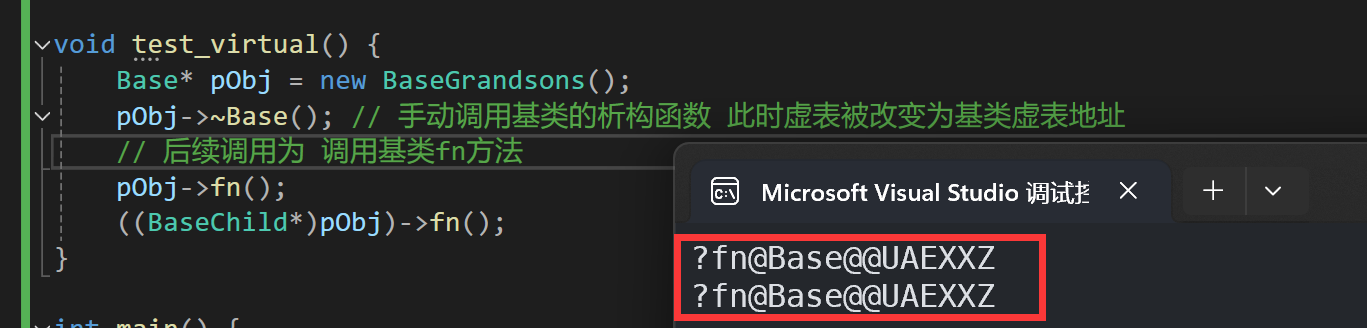 void test_virtual() {
Base* pObj = new BaseGrandsons();
pObj->~Base(); // 手动调用基类的析构函数 此时虚表被改变为基类虚表地址
// 后续调用为 调用基类fn方法
pObj->fn();
((BaseChild*)pObj)->fn();
}
int main() {
Microsoft Visual Studio 调试控
?fn@Base@@UAEXXZ
?fn@Base@@UAEXXZ